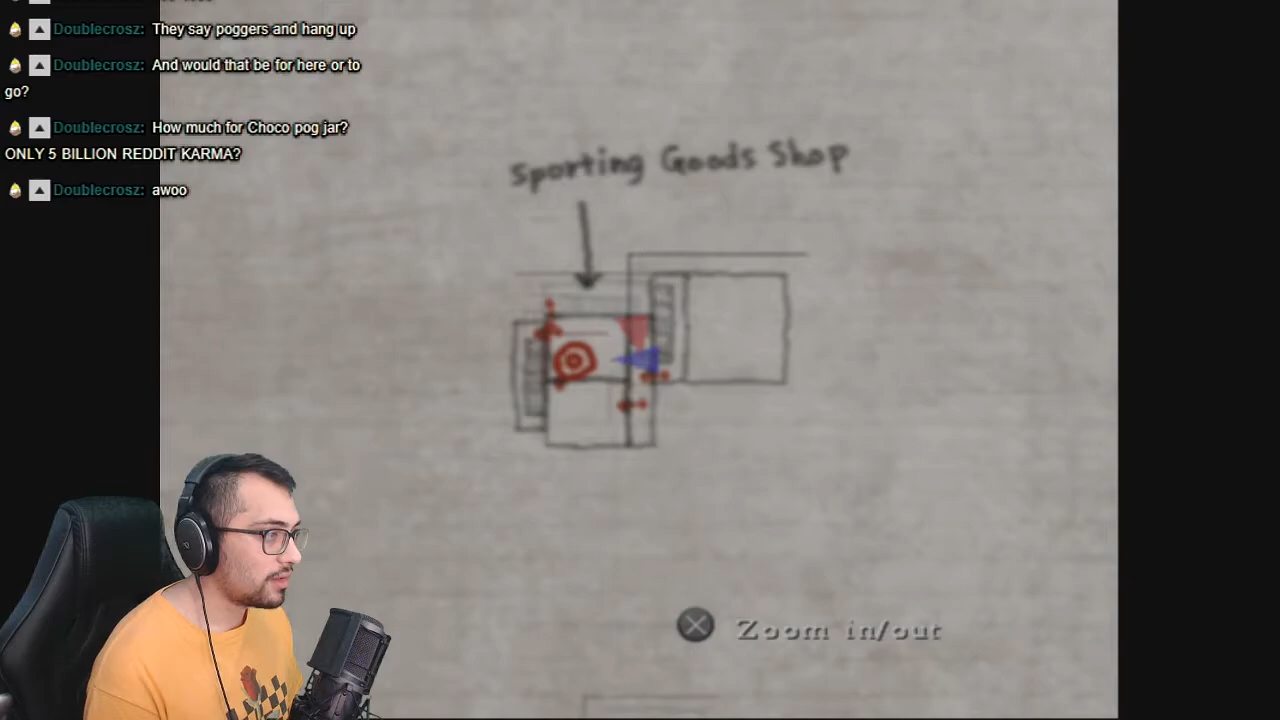 Doublecrosz: They say poggers and hang up
Doublecrosz: And would that be for here or to
go?
Doublecrosz: How much for Choco pog jar?
ONLY 5 BILLION REDDIT KARMA?
Doublecrosz: awoo
Sporting Goods Shop
Zoom in/out